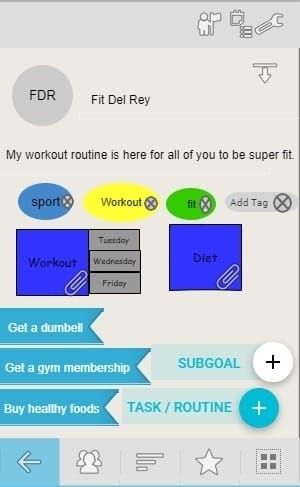 FDR
Fit Del Rey
My workout routine is here for all of you to be super fit.
sport Workout fit Add Tag
Workout
Tuesday
Wednesday
Friday
Diet
Get a dumbell
Get a gym membership
SUBGOAL +
Buy healthy foods
TASK / ROUTINE +